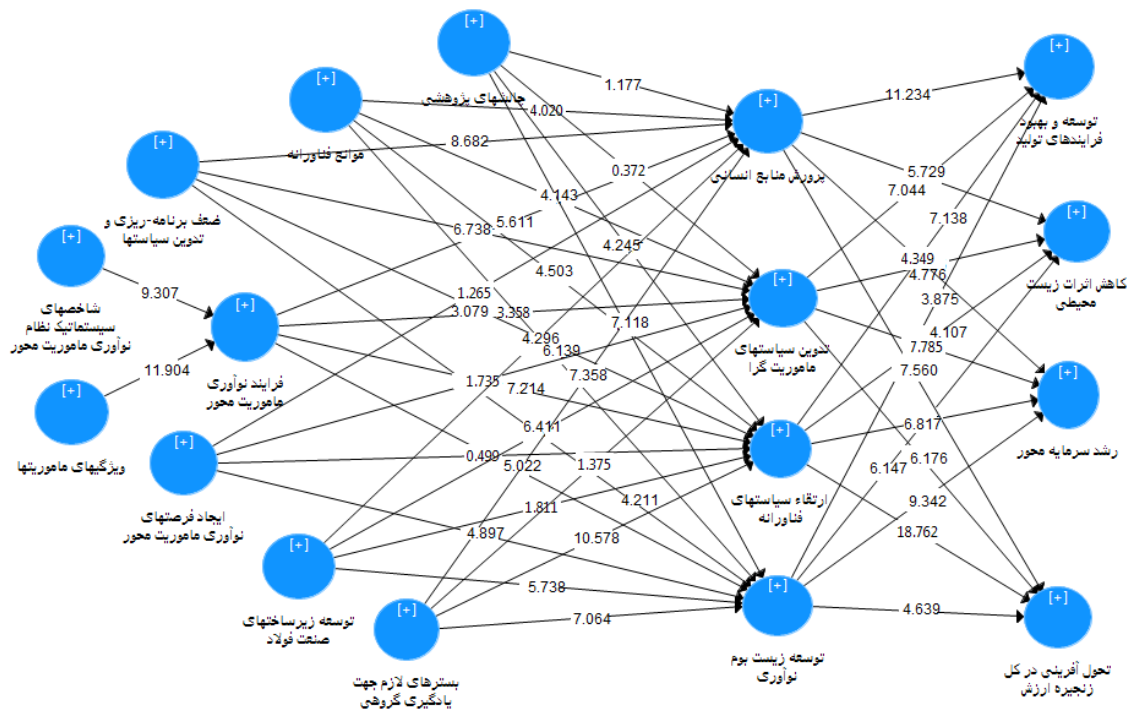 [+]
چالشهای پژوهشی
[+]
موانع فناورانه
[+]
ضعف برنامه-ریزی و
تدوین سیاستها
[+]
شاخصهای
سیستماتیک نظام
نوآوری ماموریت محور
[+]
فرایند نوآوری
ماموریت محور
[+]
ویژگیهای ماموریتها
[+]
ایجاد فرصتهای
نوآوری ماموریت محور
[+]
توسعه زیرساختهای
صنعت فولاد
[+]
بسترهای لازم جهت
یادگیری گروهی
[+]
پرورش منابع انسانی
[+]
تدوین سیاستهای
ماموریت گرا
[+]
ارتقاء سیاستهای
فناورانه
[+]
توسعه زیست بوم
نوآوری
[+]
توسعه و بهبود
فرایندهای تولید
[+]
کاهش اثرات زیست
محیطی
[+]
رشد سرمایه محور
[+]
تحول آفرینی در کل
زنجیره ارزش
1.177
4.020
8.682
0.372
4.143
5.611
6.738
4.245
4.503
9.307
1.265
3.079
3.358
7.118
4.296
6.139
11.904
1.735
7.214
7.358
6.411
0.499
5.022
1.375
4.211
1.811
4.897
10.578
5.738
7.064
11.234
5.729
7.044
7.138
4.349
4.776
3.875
4.107
7.785
7.560
6.817
6.147
6.176
9.342
18.762
4.639